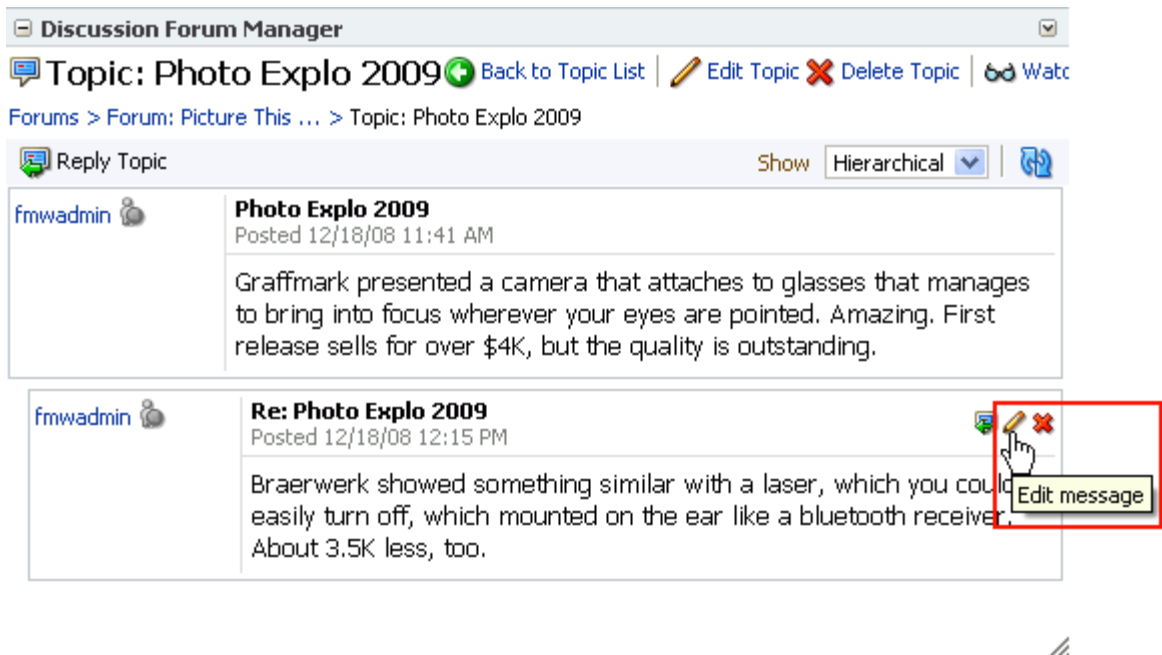 Discussion Forum Manager
Topic: Photo Explo 2009 Back to Topic List | Edit Topic Delete Topic | Watc
Forums > Forum: Picture This ... > Topic: Photo Explo 2009
Reply Topic Show Hierarchical
fmwadmin Photo Explo 2009
Posted 12/18/08 11:41 AM
Graffmark presented a camera that attaches to glasses that manages
to bring into focus wherever your eyes are pointed. Amazing. First
release sells for over $4K, but the quality is outstanding.
fmwadmin Re: Photo Explo 2009
Posted 12/18/08 12:15 PM
Braerwerk showed something similar with a laser, which you could
Edit message
easily turn off, which mounted on the ear like a bluetooth receiver.
About 3.5K less, too.